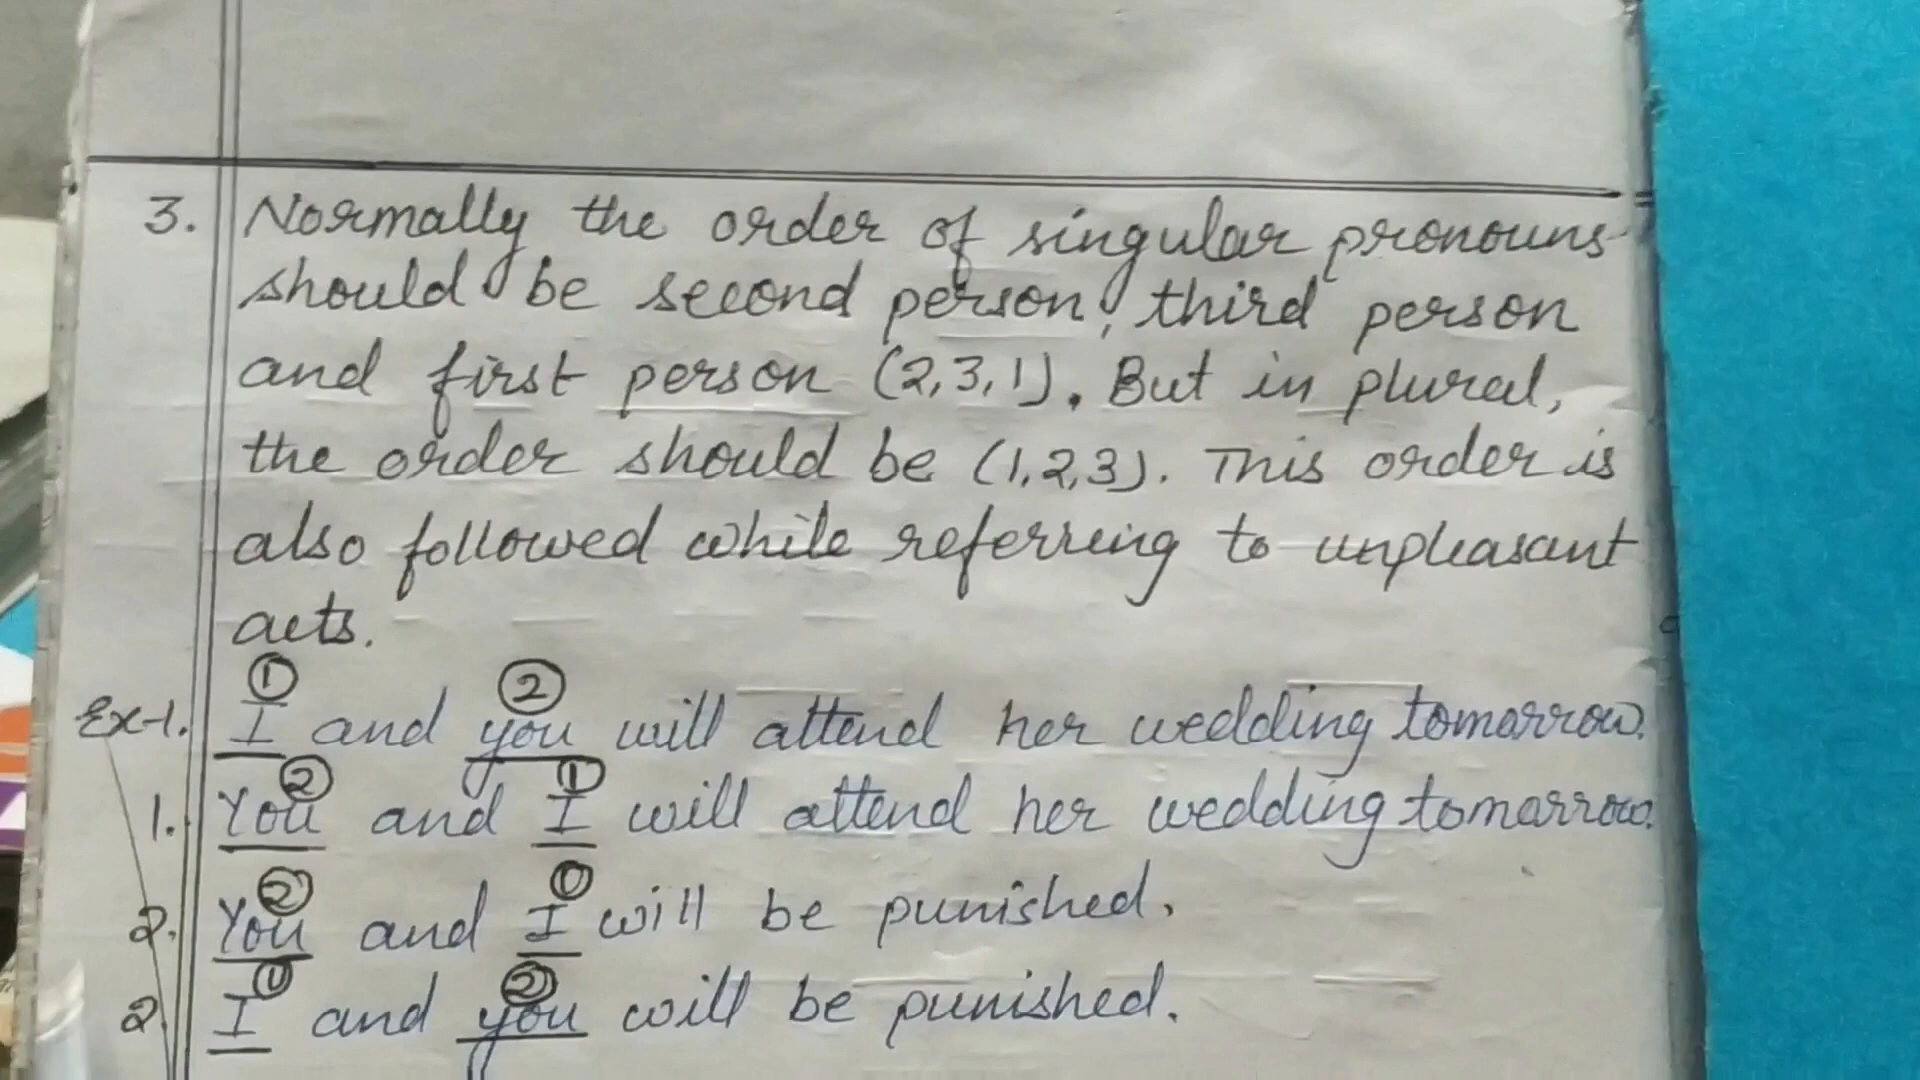 3. Normally the order of singular pronouns
should be second person, third person
and first person (2,3,1). But in plural,
the order should be (1,2,3). This order is
also followed while referring to unpleasant
acts.
① ②
Ex-1. I and you will attend her wedding tomorrow.
② ①
1. You and I will attend her wedding tomorrow.
② ①
2. You and I will be punished.
① ②
2 I and you will be punished.